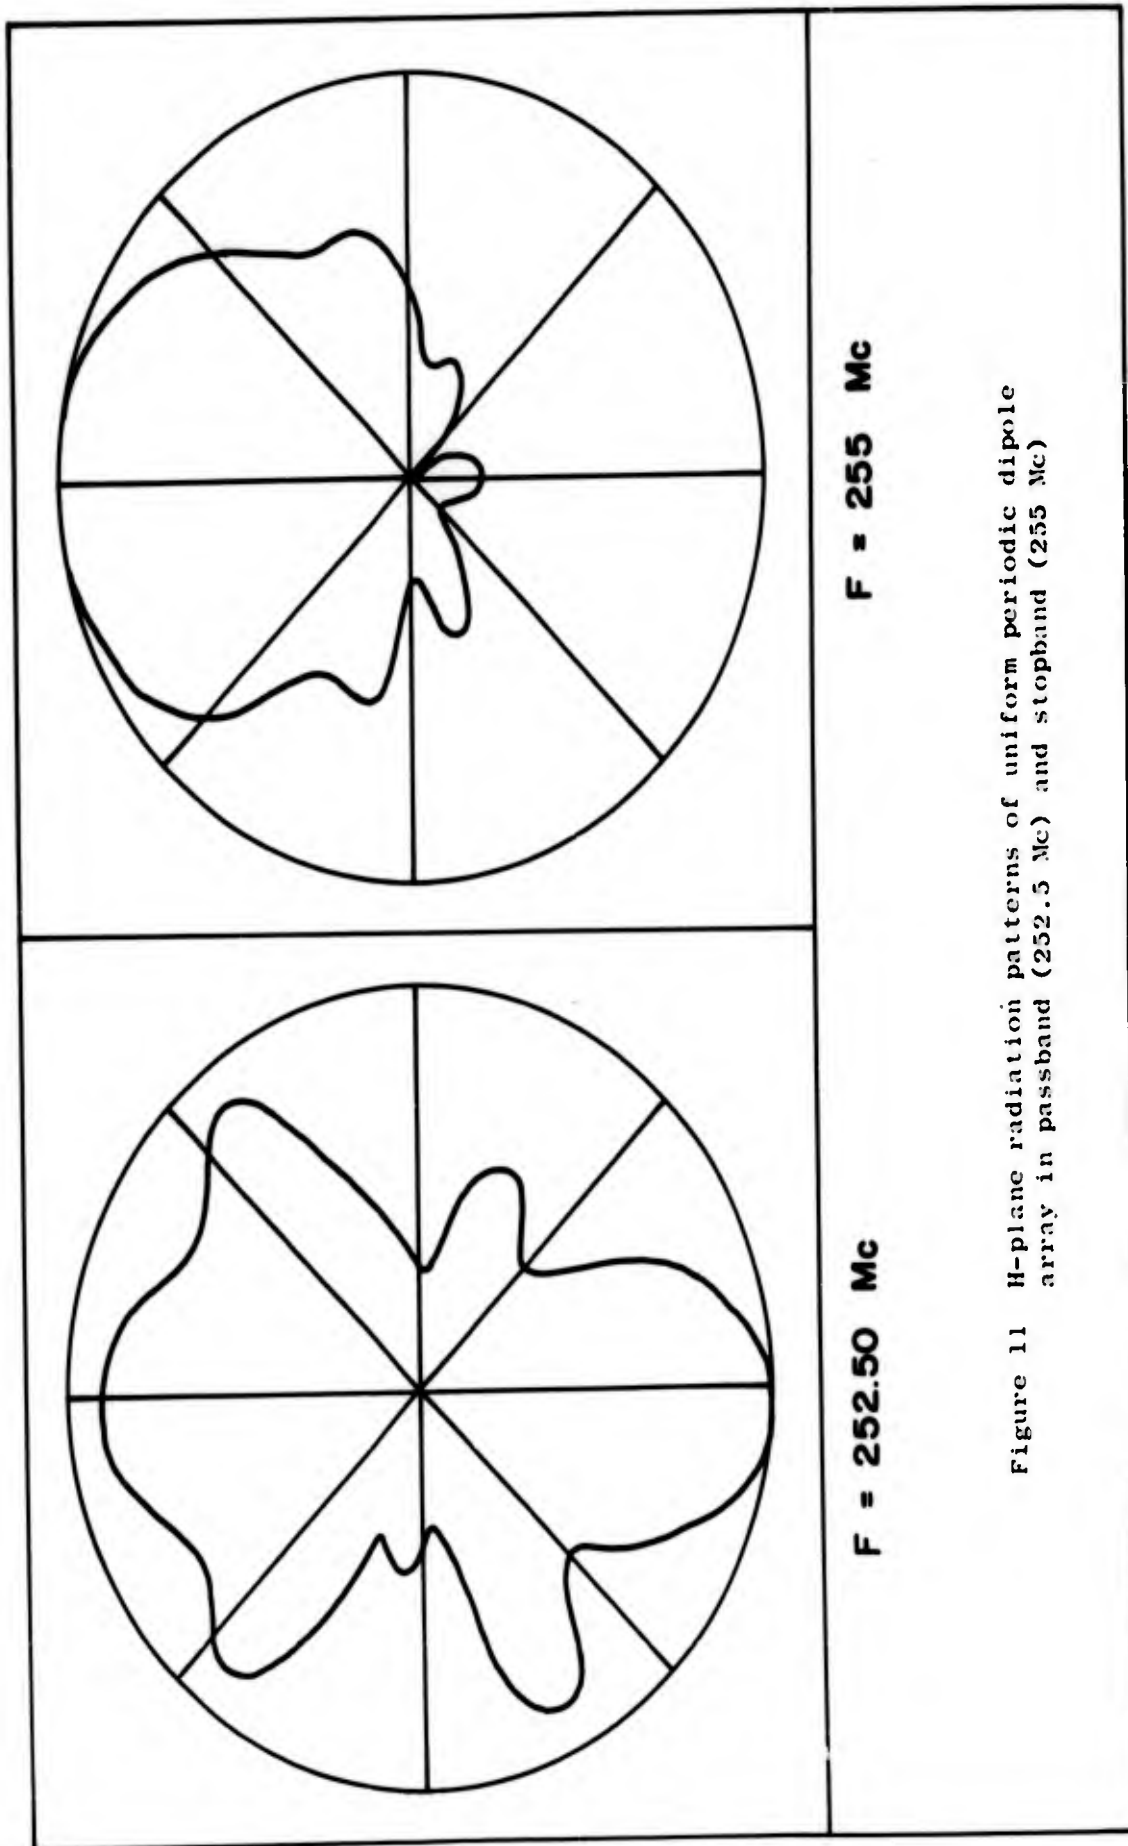 F = 252.50 Mc
F = 255 Mc
Figure 11 H-plane radiation patterns of uniform periodic dipole
array in passband (252.5 Mc) and stopband (255 Mc)